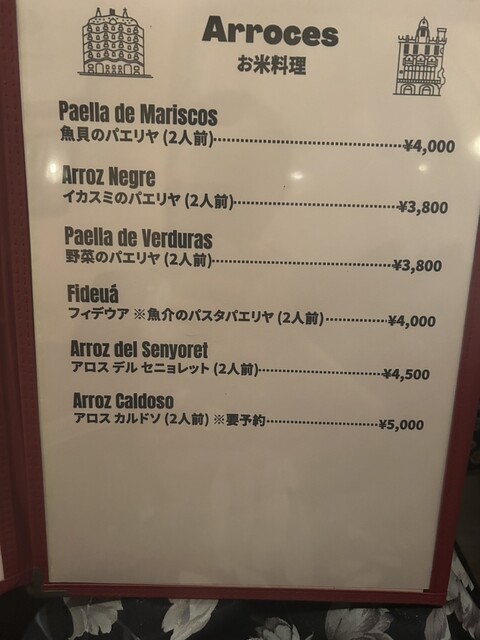 Arroces
お米料理
Paella de Mariscos
魚貝のパエリヤ (2人前)・・・・・・・・・・¥4,000
Arroz Negre
イカスミのパエリヤ (2人前)・・・・・・・・・・¥3,800
Paella de Verduras
野菜のパエリヤ (2人前)・・・・・・・・・・¥3,800
Fideuá
フィデウア ※魚介のパスタパエリヤ (2人前)・・・・・・・・・・¥4,000
Arroz del Senyoret
アロス デル セニョレット (2人前)・・・・・・・・・・¥4,500
Arroz Caldoso
アロス カルドソ (2人前) ※要予約・・・・・・・・・・¥5,000